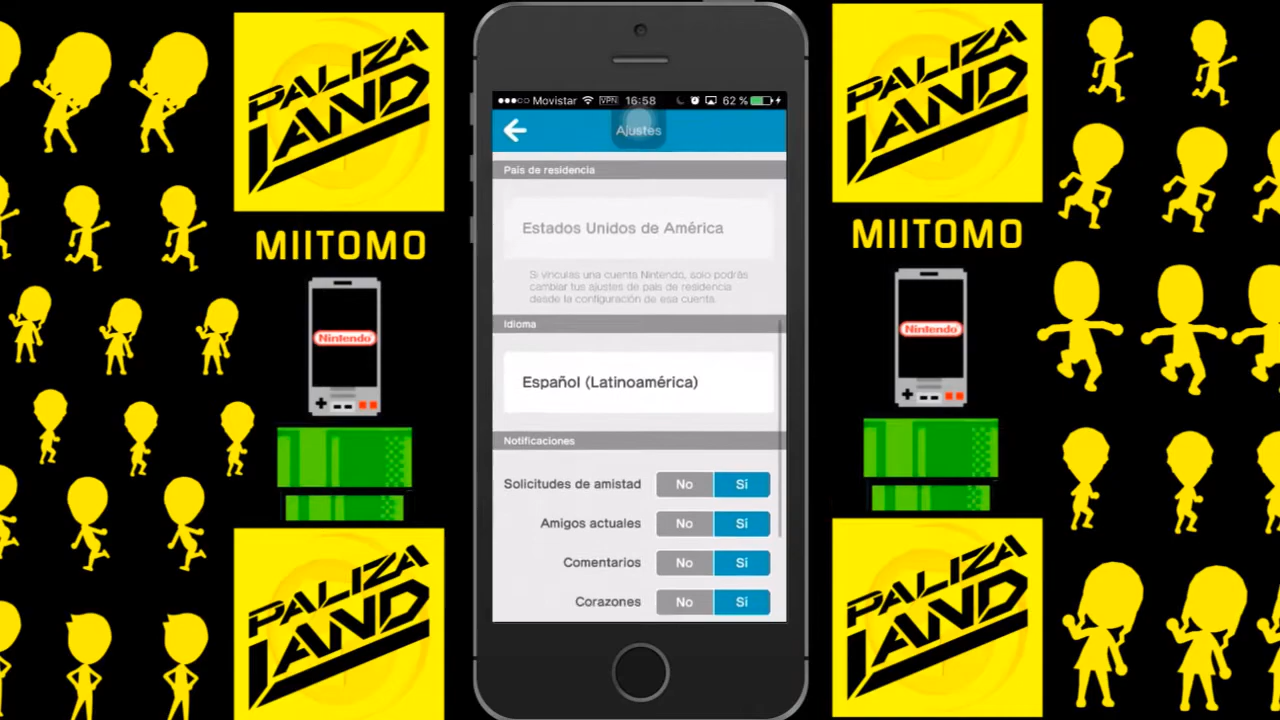 PALIZA
LAND
MIITOMO
Nintendo
PALIZA
LAND
Movistar VPN 16:58 62 %
Ajustes
País de residencia
Estados Unidos de América
Si vinculas una cuenta Nintendo, solo podrás
cambiar tus ajustes de país de residencia
desde la configuración de esa cuenta.
Idioma
Español (Latinoamérica)
Notificaciones
Solicitudes de amistad No Sí
Amigos actuales No Sí
Comentarios No Sí
Corazones No Sí
PALIZA
LAND
MIITOMO
Nintendo
PALIZA
LAND